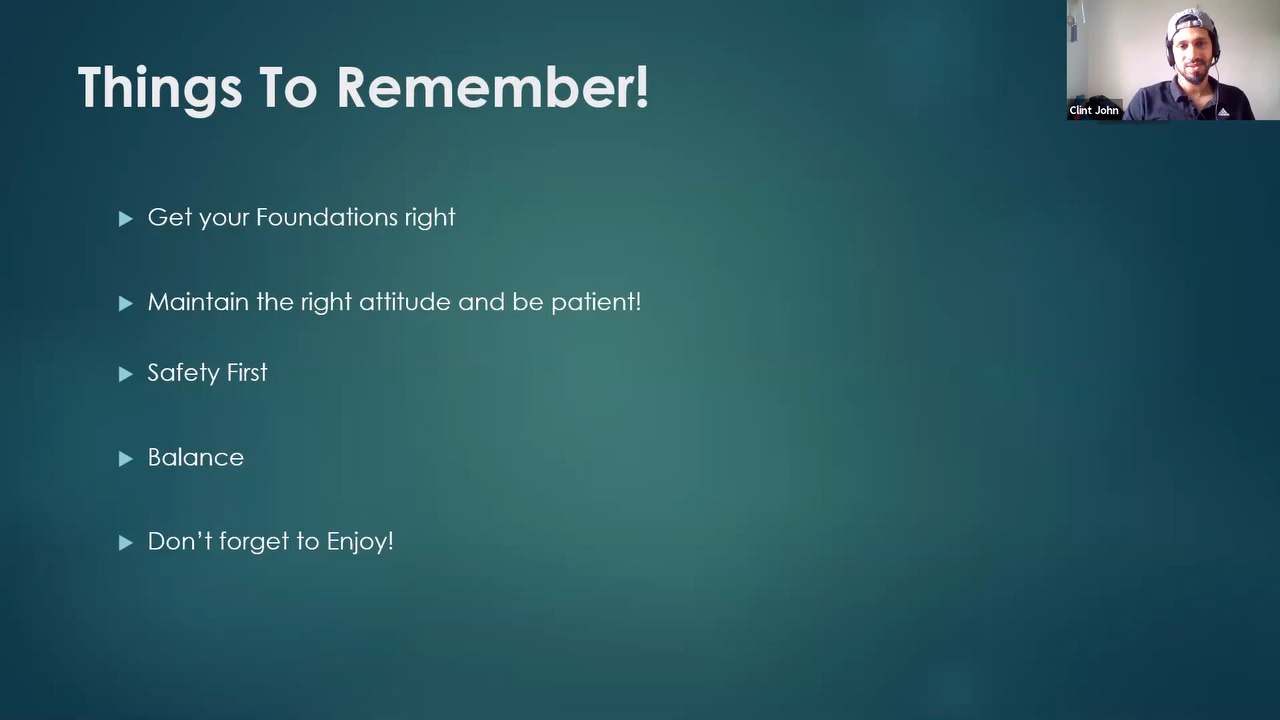 Things To Remember!
Clint John
Get your Foundations right
Maintain the right attitude and be patient!
Safety First
Balance
Don’t forget to Enjoy!